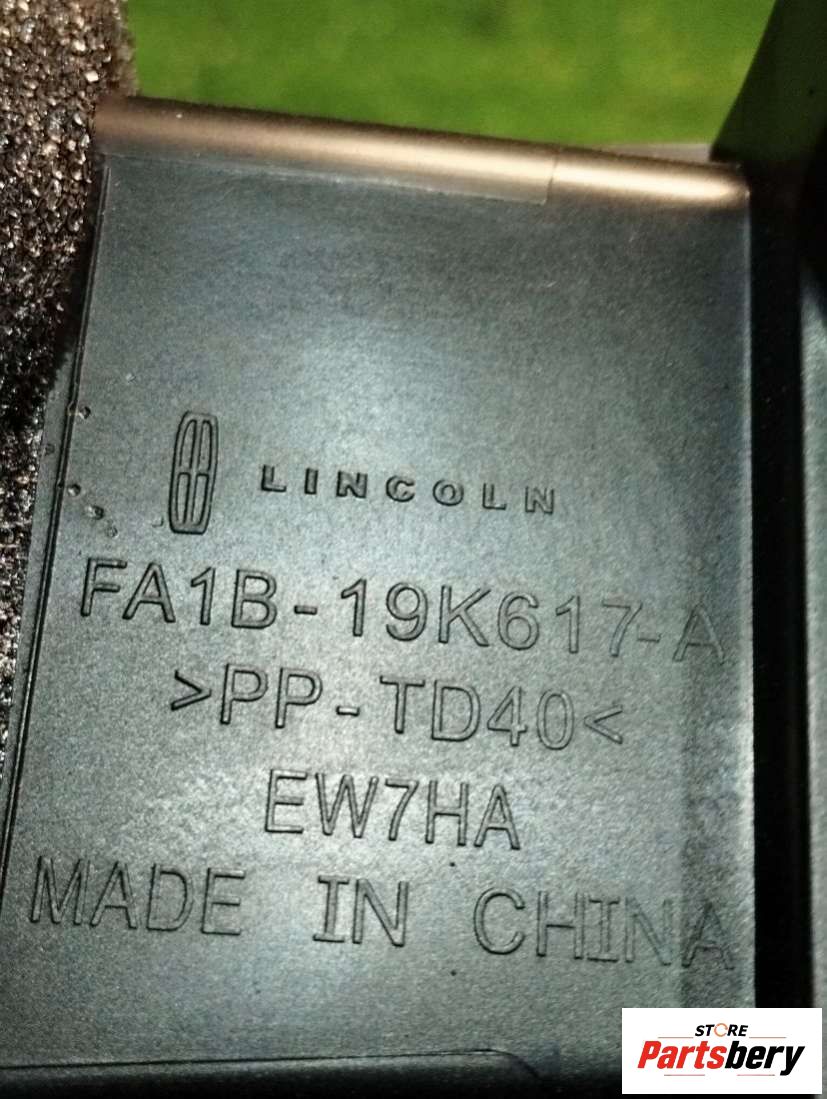 LINCOLN
FA1B-19K617-A
>PP-TD40<
EW7HA
MADE IN CHINA
STORE
Partsbery